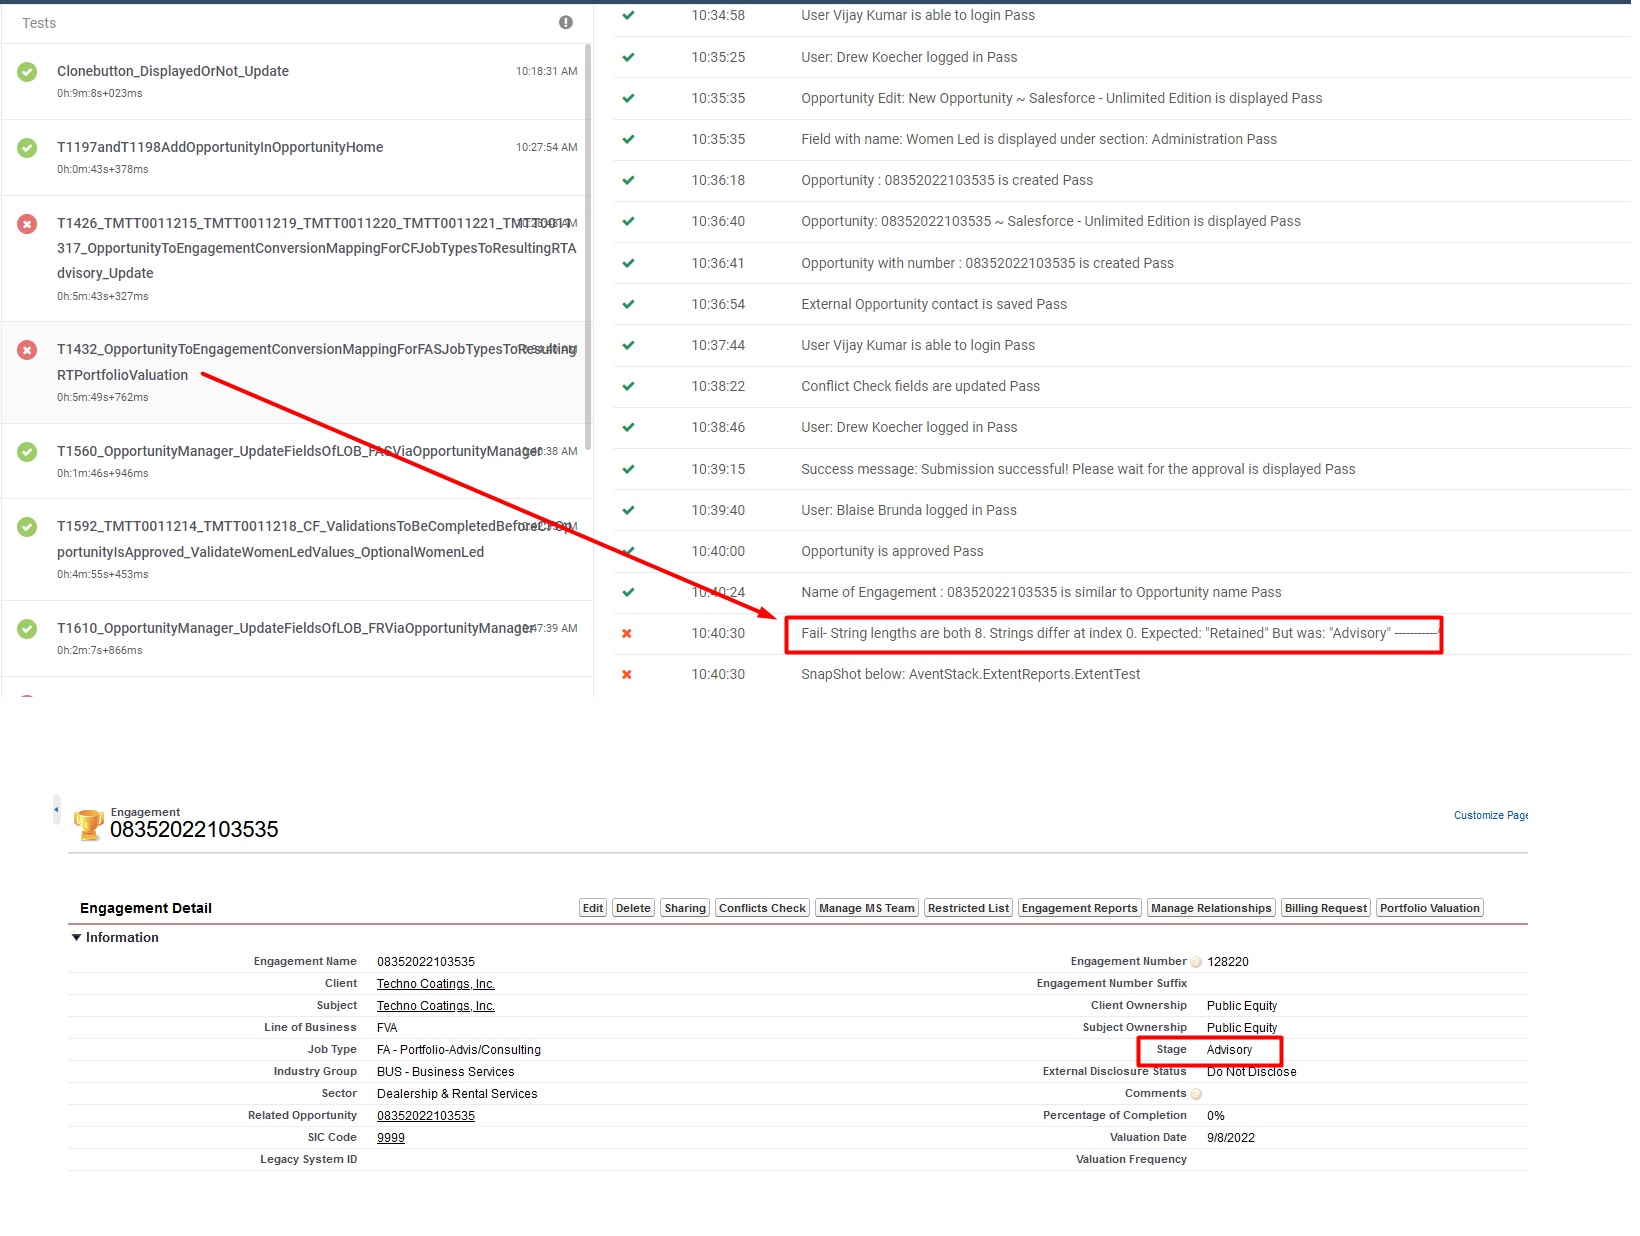 Tests
Clonebutton_DisplayedOrNot_Update
10:18:31 AM
0h:9m:8s+023ms
T1197andT1198AddOpportunityInOpportunityHome
10:27:54 AM
0h:0m:43s+378ms
T1426_TMTT0011215_TMTT0011219_TMTT0011220_TMTT0011221_TMTT0011
317_OpportunityToEngagementConversionMappingForCFJobTypesToResultingRTA
dvisory_Update
0h:5m:43s+327ms
T1432_OpportunityToEngagementConversionMappingForFASJobTypesToResulting
RTPortfolioValuation
0h:5m:49s+762ms
T1560_OpportunityManager_UpdateFieldsOfLOB_FASViaOpportunityManager
10:40:38 AM
0h:1m:46s+946ms
T1592_TMTT0011214_TMTT0011218_CF_ValidationsToBeCompletedBeforeCFOp
portunityIsApproved_ValidateWomenLedValues_OptionalWomenLed
0h:4m:55s+453ms
T1610_OpportunityManager_UpdateFieldsOfLOB_FRViaOpportunityManager
10:47:39 AM
0h:2m:7s+866ms
10:34:58 User Vijay Kumar is able to login Pass
10:35:25 User: Drew Koecher logged in Pass
10:35:35 Opportunity Edit: New Opportunity ~ Salesforce - Unlimited Edition is displayed Pass
10:35:35 Field with name: Women Led is displayed under section: Administration Pass
10:36:18 Opportunity : 08352022103535 is created Pass
10:36:40 Opportunity: 08352022103535 ~ Salesforce - Unlimited Edition is displayed Pass
10:36:41 Opportunity with number : 08352022103535 is created Pass
10:36:54 External Opportunity contact is saved Pass
10:37:44 User Vijay Kumar is able to login Pass
10:38:22 Conflict Check fields are updated Pass
10:38:46 User: Drew Koecher logged in Pass
10:39:15 Success message: Submission successful! Please wait for the approval is displayed Pass
10:39:40 User: Blaise Brunda logged in Pass
10:40:00 Opportunity is approved Pass
10:40:24 Name of Engagement : 08352022103535 is similar to Opportunity name Pass
10:40:30 Fail- String lengths are both 8. Strings differ at index 0. Expected: "Retained" But was: "Advisory" -----------^
10:40:30 SnapShot below: AventStack.ExtentReports.ExtentTest
Engagement
08352022103535
Customize Page
Engagement Detail
Edit Delete Sharing Conflicts Check Manage MS Team Restricted List Engagement Reports Manage Relationships Billing Request Portfolio Valuation
Information
Engagement Name 08352022103535 Engagement Number 128220
Client Techno Coatings, Inc. Engagement Number Suffix
Subject Techno Coatings, Inc. Client Ownership Public Equity
Line of Business FVA Subject Ownership Public Equity
Job Type FA - Portfolio-Advis/Consulting Stage Advisory
Industry Group BUS - Business Services External Disclosure Status Do Not Disclose
Sector Dealership & Rental Services Comments
Related Opportunity 08352022103535 Percentage of Completion 0%
SIC Code 9999 Valuation Date 9/8/2022
Legacy System ID Valuation Frequency